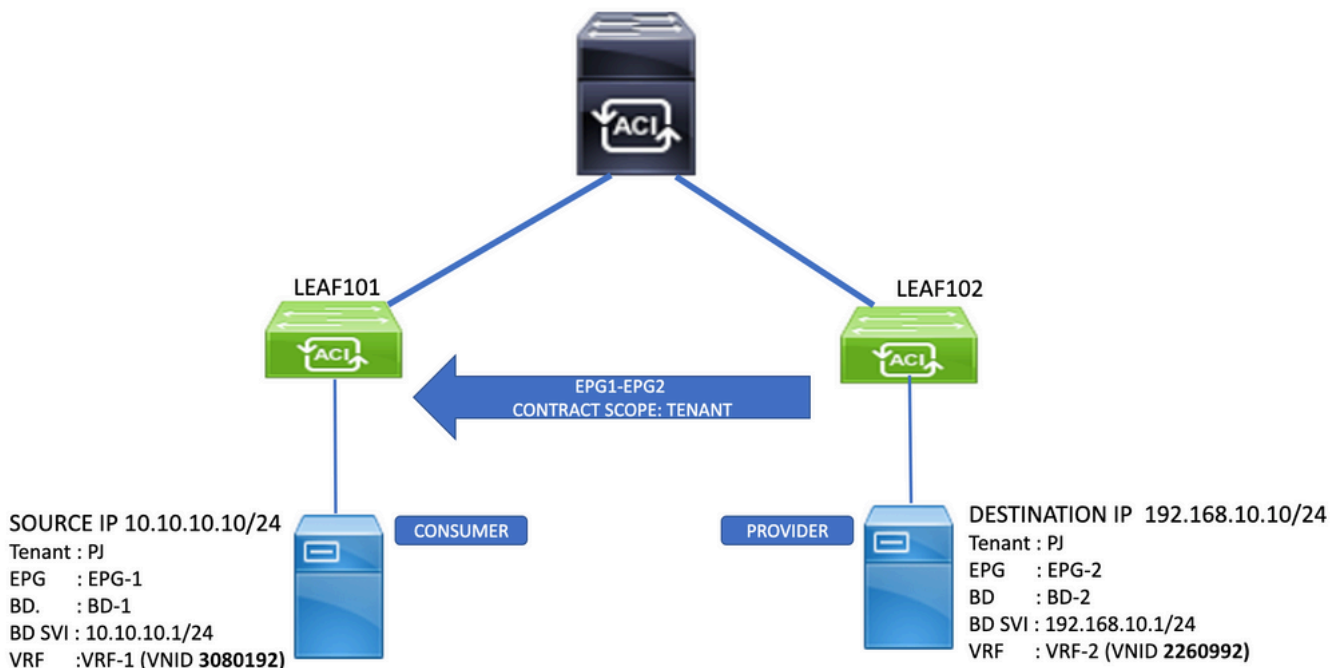 ACI
LEAF101
LEAF102
ACI
ACI
EPG1-EPG2
CONTRACT SCOPE: TENANT
SOURCE IP 10.10.10.10/24
Tenant : PJ
EPG : EPG-1
BD. : BD-1
BD SVI : 10.10.10.1/24
VRF :VRF-1 (VNID 3080192)
CONSUMER
PROVIDER
DESTINATION IP 192.168.10.10/24
Tenant : PJ
EPG : EPG-2
BD : BD-2
BD SVI : 192.168.10.1/24
VRF : VRF-2 (VNID 2260992)